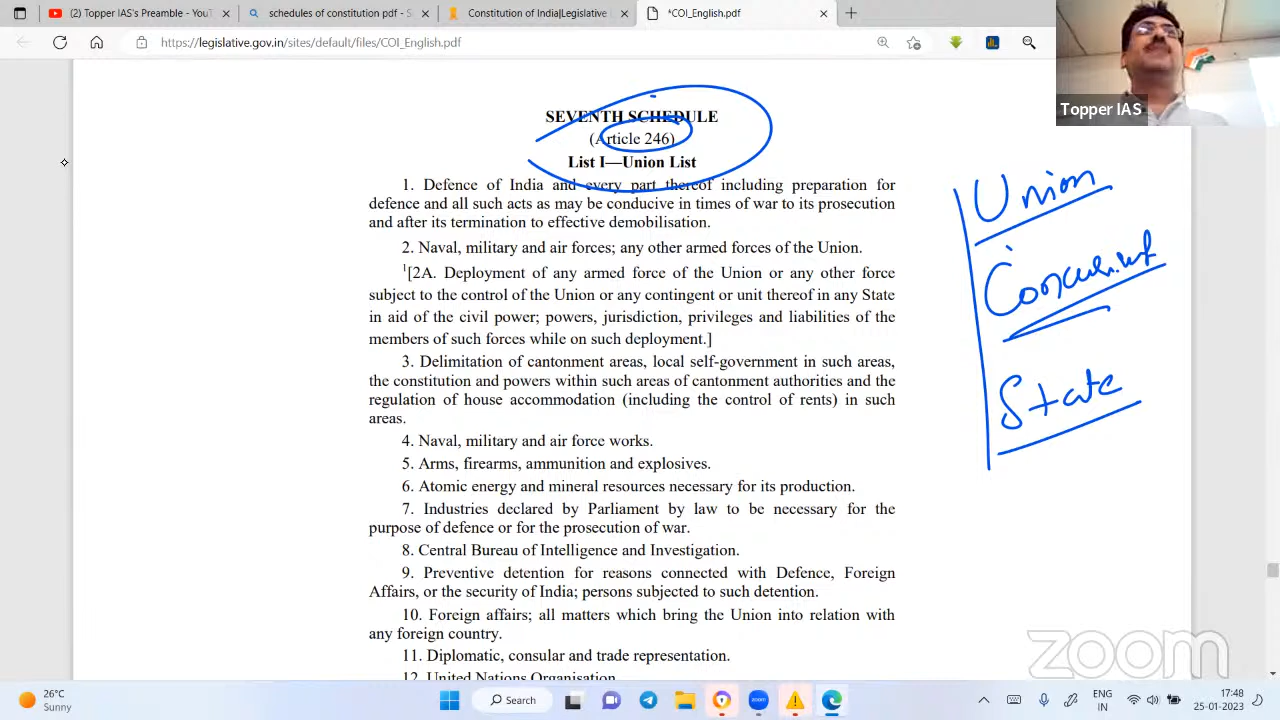 (2) Topper IAS's Preamble - YouT
schedules of constitution pdf - S
Constitution of India|Legislative I
*COI_English.pdf
https://legislative.gov.in/sites/default/files/COI_English.pdf
Topper IAS
SEVENTH SCHEDULE
(Article 246)
List I—Union List
1. Defence of India and every part thereof including preparation for
defence and all such acts as may be conducive in times of war to its prosecution
and after its termination to effective demobilisation.
2. Naval, military and air forces; any other armed forces of the Union.
1[2A. Deployment of any armed force of the Union or any other force
subject to the control of the Union or any contingent or unit thereof in any State
in aid of the civil power; powers, jurisdiction, privileges and liabilities of the
members of such forces while on such deployment.]
3. Delimitation of cantonment areas, local self-government in such areas,
the constitution and powers within such areas of cantonment authorities and the
regulation of house accommodation (including the control of rents) in such
areas.
4. Naval, military and air force works.
5. Arms, firearms, ammunition and explosives.
6. Atomic energy and mineral resources necessary for its production.
7. Industries declared by Parliament by law to be necessary for the
purpose of defence or for the prosecution of war.
8. Central Bureau of Intelligence and Investigation.
9. Preventive detention for reasons connected with Defence, Foreign
Affairs, or the security of India; persons subjected to such detention.
10. Foreign affairs; all matters which bring the Union into relation with
any foreign country.
11. Diplomatic, consular and trade representation.
12. United Nations Organisation.
Union
Concurrent
State
zoom
26°C
Sunny
Search
zoom
ENG
IN
17:48
25-01-2023